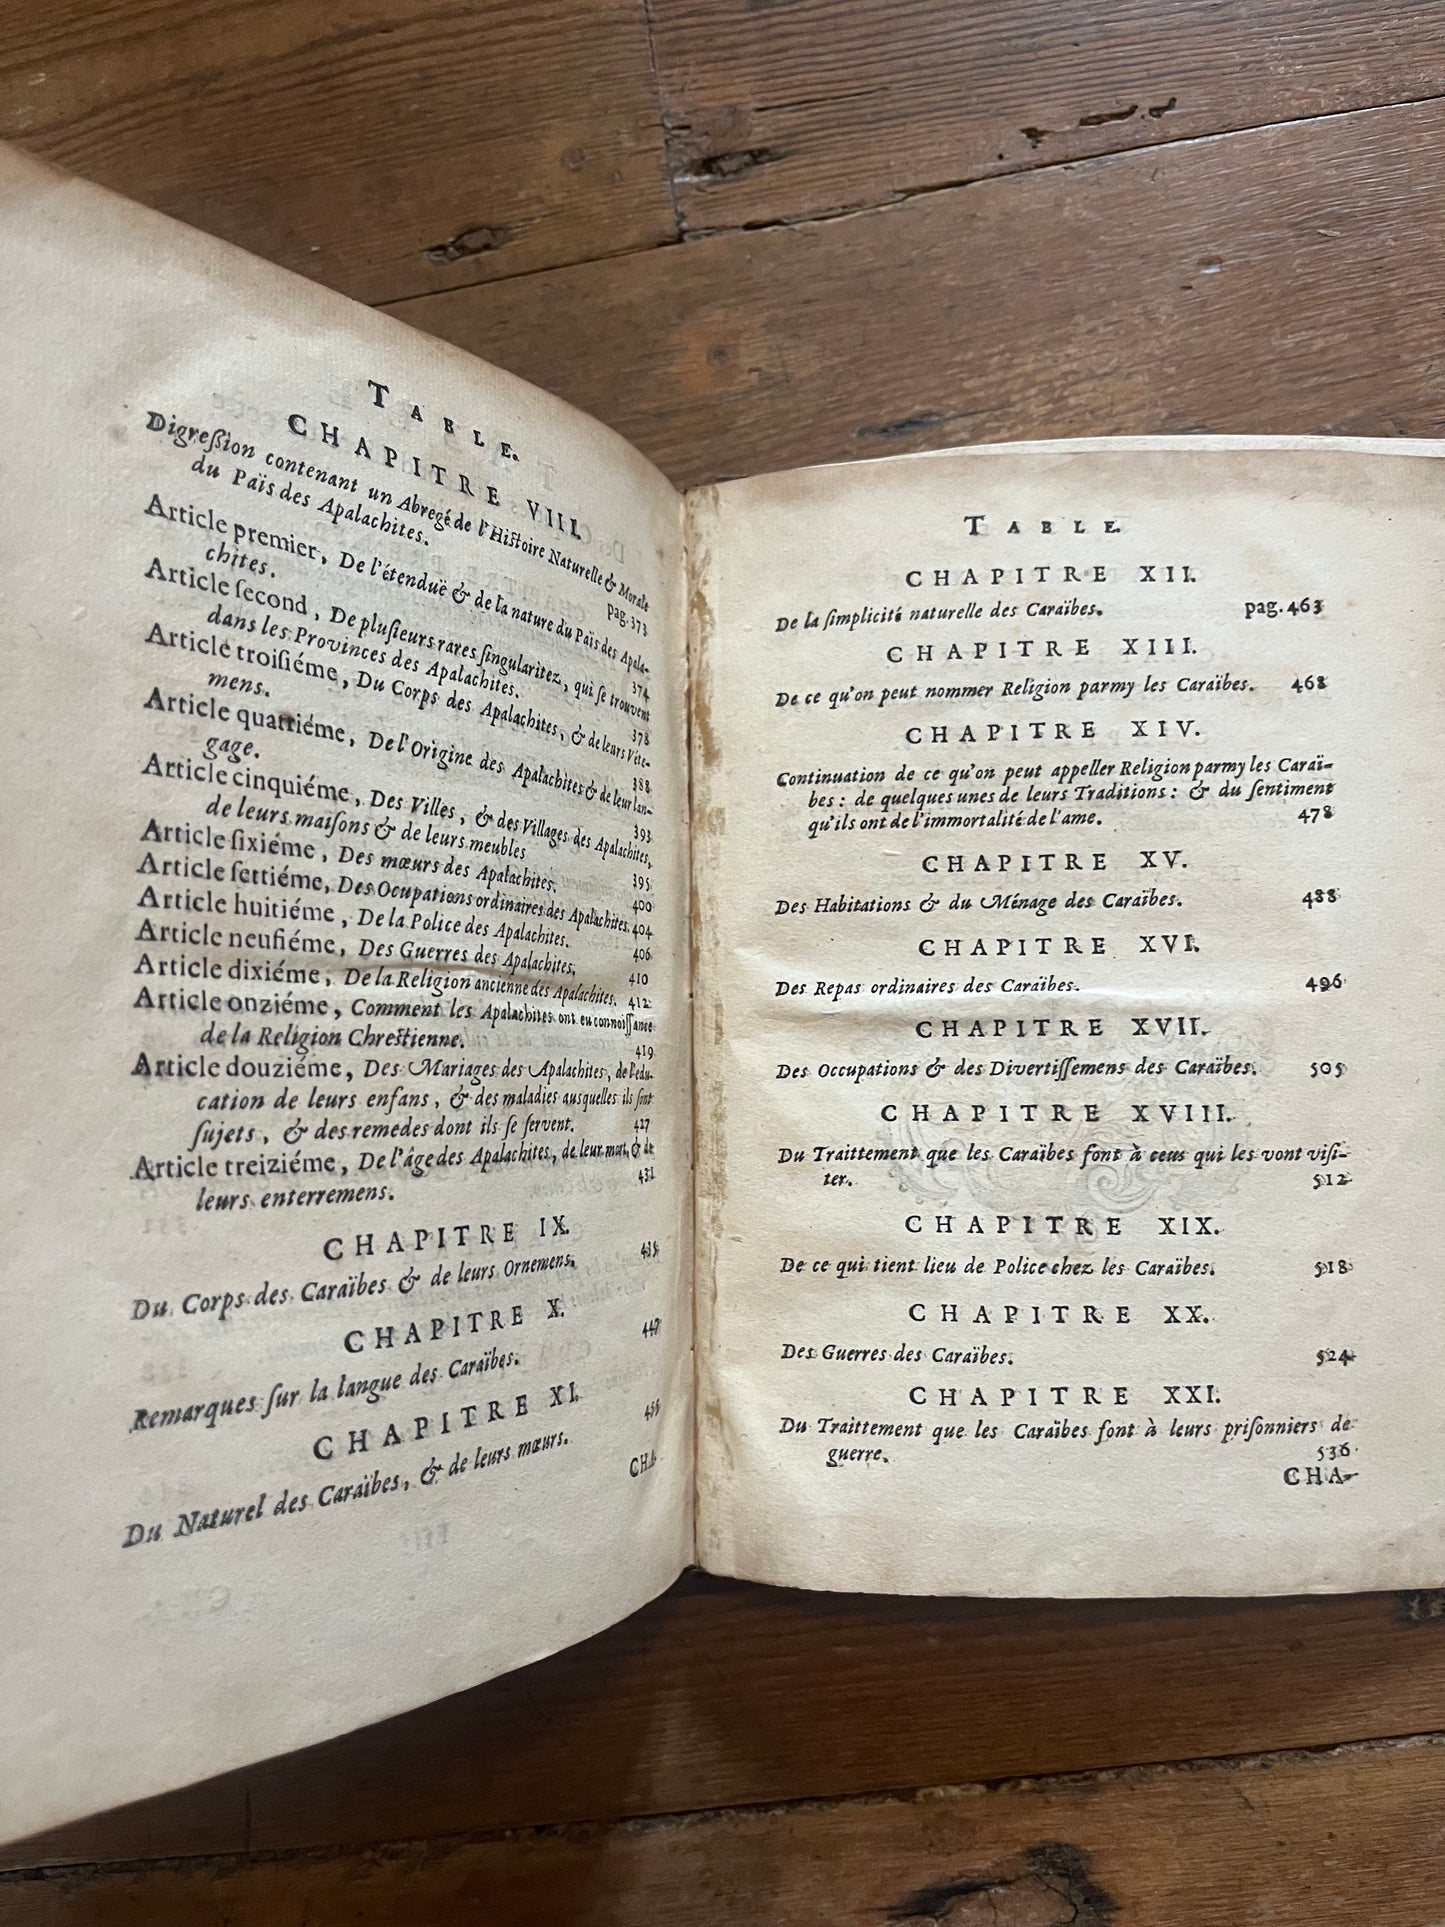 TABLE.
CHAPITRE VIII.
Digreſſion contenant un Abregé de l'Hiſtoire Naturelle & Morale
du Païs des Apalachites. pag. 373
Article premier, De l'étenduë & de la nature du Païs des Apala-
chites. 374
Article ſecond, De pluſieurs rares ſingularitez, qui ſe trouvent
dans les Provinces des Apalachites. 378
Article troiſiéme, Du Corps des Apalachites, & de leurs Véte-
mens. 388
Article quattriéme, De l'Origine des Apalachites & de leur lan-
gage. 393
Article cinquiéme, Des Villes, & des Villages des Apalachites,
de leurs maiſons & de leurs meubles 395
Article ſixiéme, Des mœurs des Apalachites. 400
Article ſettiéme, Des Occupations ordinaires des Apalachites. 404
Article huitiéme, De la Police des Apalachites. 406
Article neufiéme, Des Guerres des Apalachites. 410
Article dixiéme, De la Religion ancienne des Apalachites. 412
Article onziéme, Comment les Apalachites ont eu connoiſſance
de la Religion Chreſtienne. 419
Article douziéme, Des Mariages des Apalachites, de l'edu-
cation de leurs enfans, & des maladies ausquelles ils ſont
ſujets, & des remedes dont ils ſe ſervent. 427
Article treiziéme, De l'âge des Apalachites, de leur mort, & de
leurs enterremens. 431
CHAPITRE IX.
Du Corps des Caraïbes & de leurs Ornemens. 435
CHAPITRE X.
Remarques ſur la langue des Caraïbes. 447
CHAPITRE XI.
Du Naturel des Caraïbes, & de leurs mœurs. 455
CHA-
TABLE.
CHAPITRE XII.
De la ſimplicité naturelle des Caraïbes. pag. 463
CHAPITRE XIII.
De ce qu'on peut nommer Religion parmy les Caraïbes. 468
CHAPITRE XIV.
Continuation de ce qu'on peut appeller Religion parmy les Caraï-
bes: de quelques unes de leurs Traditions: & du ſentiment
qu'ils ont de l'immortalité de l'ame. 478
CHAPITRE XV.
Des Habitations & du Ménage des Caraïbes. 488
CHAPITRE XVI.
Des Repas ordinaires des Caraïbes. 496
CHAPITRE XVII.
Des Occupations & des Divertiſſemens des Caraïbes. 505
CHAPITRE XVIII.
Du Traittement que les Caraïbes font à ceus qui les vont viſi-
ter. 512
CHAPITRE XIX.
De ce qui tient lieu de Police chez les Caraïbes. 518
CHAPITRE XX.
Des Guerres des Caraïbes. 524
CHAPITRE XXI.
Du Traittement que les Caraïbes font à leurs priſonniers de
guerre. 536
CHA-